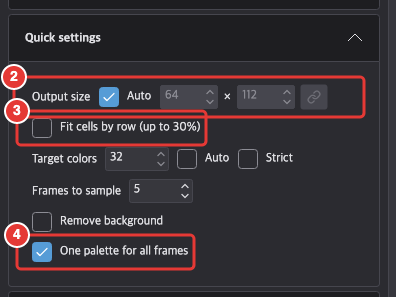 Quick settings
2
Output size Auto 64 × 112
3
Fit cells by row (up to 30%)
Target colors 32 Auto Strict
Frames to sample 5
Remove background
4
One palette for all frames